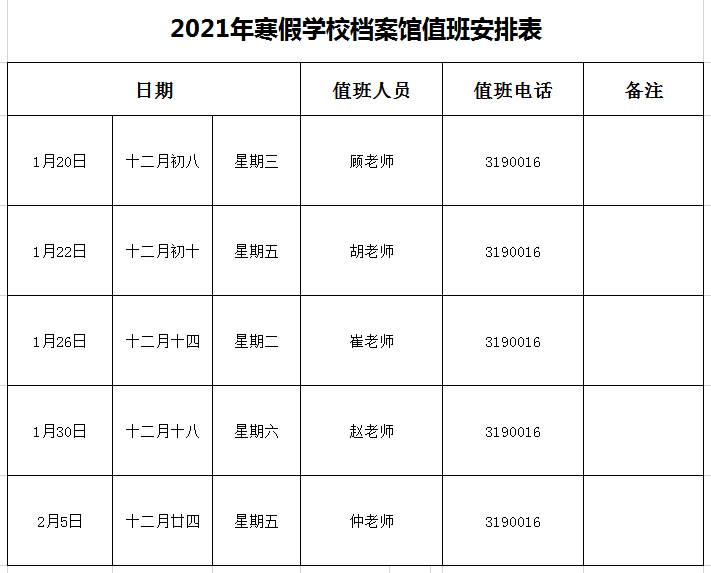 2021年寒假学校档案馆值班安排表
日期 值班人员 值班电话 备注
1月20日 十二月初八 星期三 顾老师 3190016
1月22日 十二月初十 星期五 胡老师 3190016
1月26日 十二月十四 星期二 崔老师 3190016
1月30日 十二月十八 星期六 赵老师 3190016
2月5日 十二月廿四 星期五 仲老师 3190016